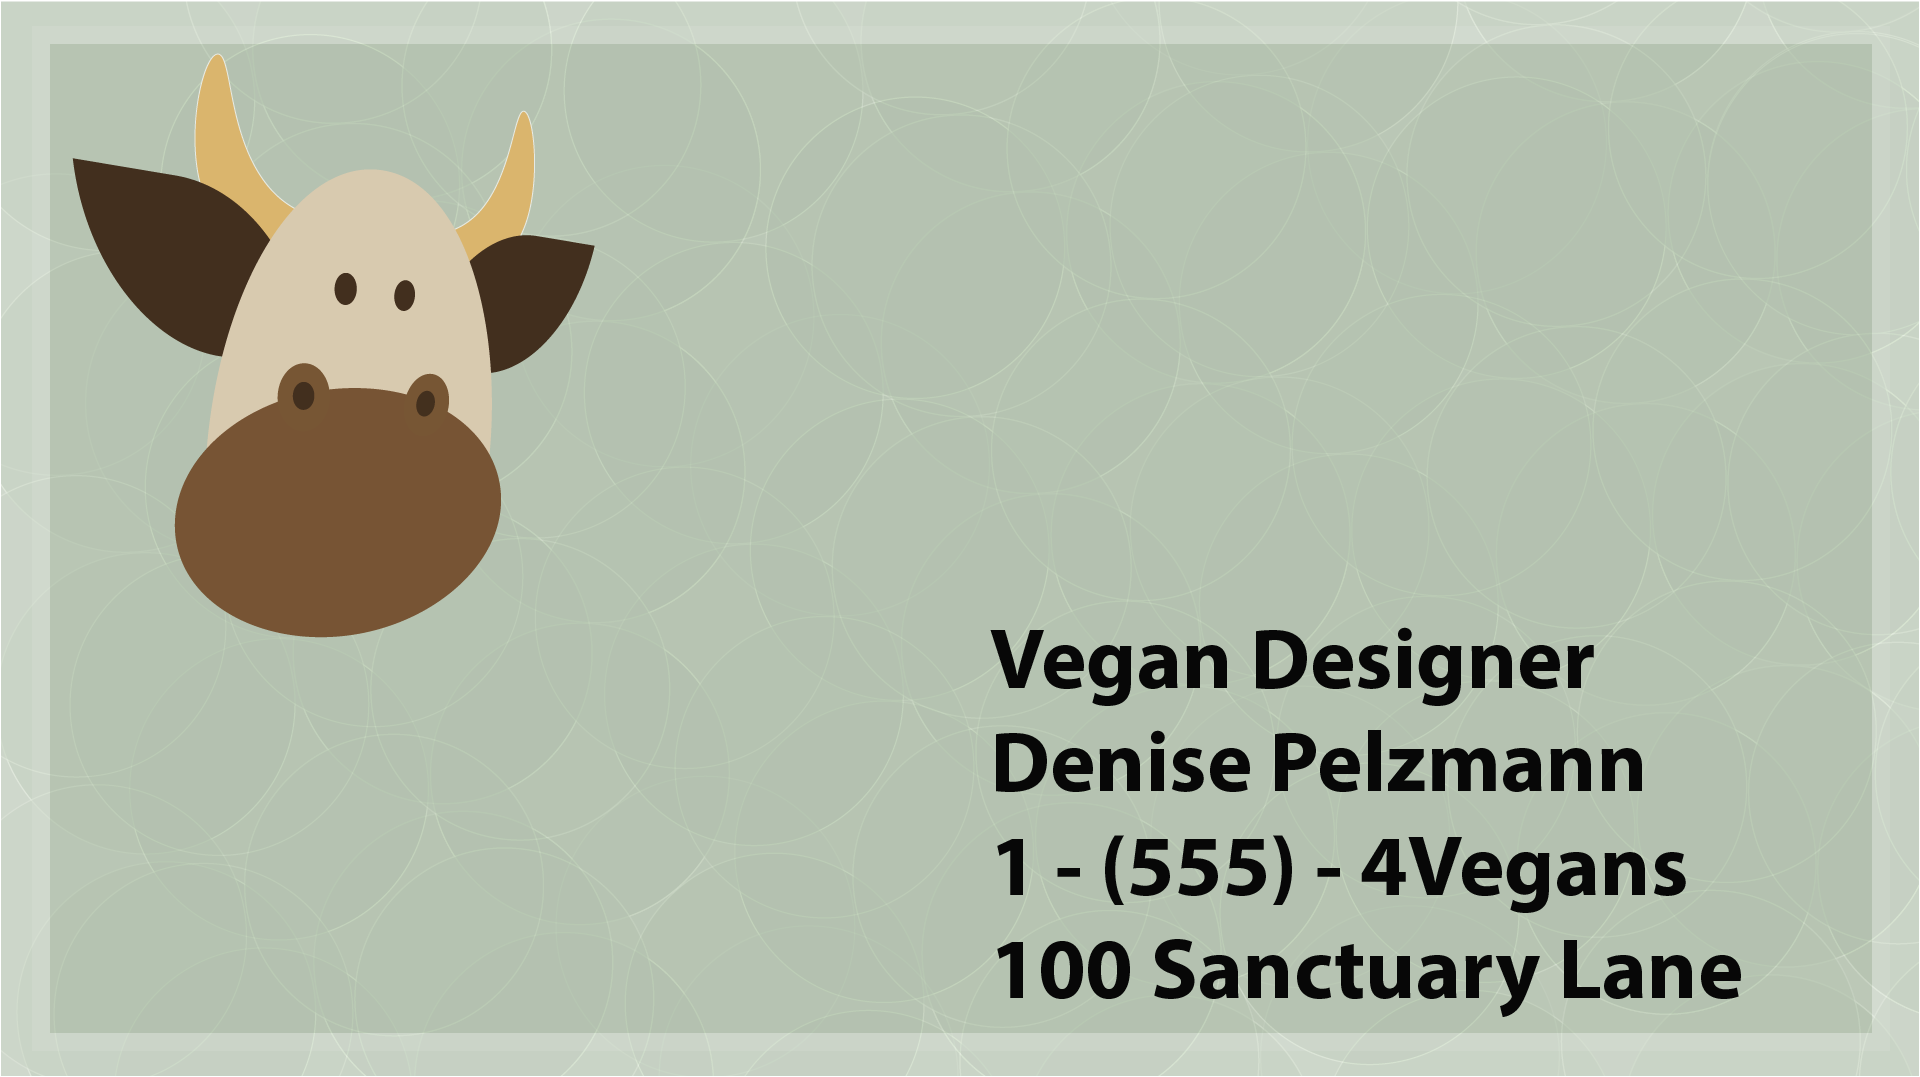 Vegan Designer
Denise Pelzmann
1 - (555) - 4Vegans
100 Sanctuary Lane